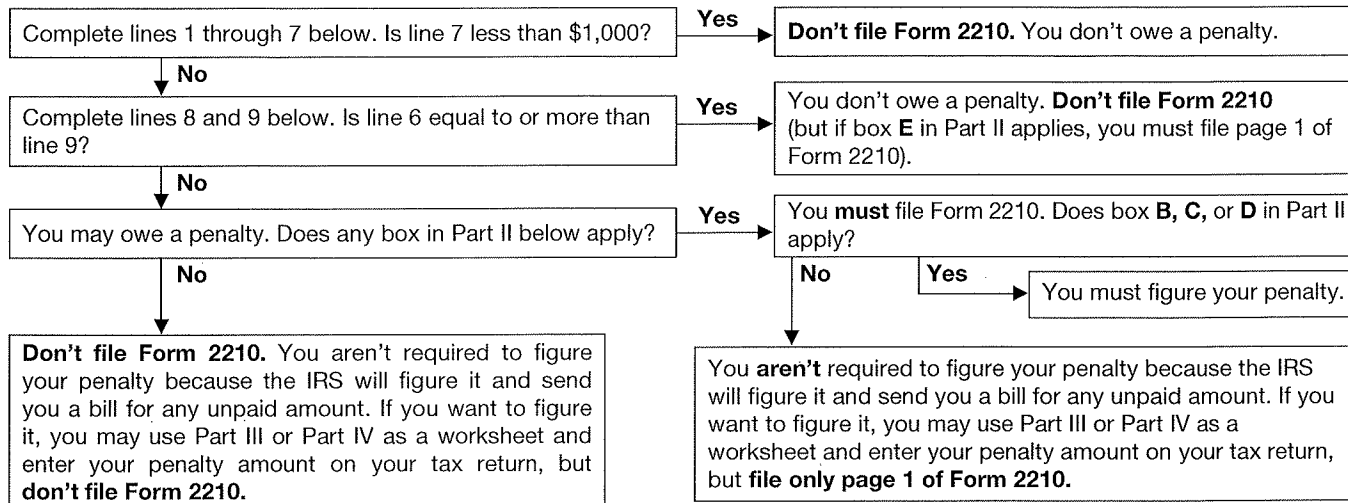 Complete lines 1 through 7 below. Is line 7 less than $1,000?
Yes
Don't file Form 2210. You don't owe a penalty.
No
Complete lines 8 and 9 below. Is line 6 equal to or more than
line 9?
Yes
You don't owe a penalty. Don't file Form 2210
(but if box E in Part II applies, you must file page 1 of
Form 2210).
No
You may owe a penalty. Does any box in Part II below apply?
Yes
You must file Form 2210. Does box B, C, or D in Part II
apply?
No
Yes
You must figure your penalty.
No
Don't file Form 2210. You aren't required to figure
your penalty because the IRS will figure it and send
you a bill for any unpaid amount. If you want to figure
it, you may use Part III or Part IV as a worksheet and
enter your penalty amount on your tax return, but
don't file Form 2210.
You aren't required to figure your penalty because the IRS
will figure it and send you a bill for any unpaid amount. If you
want to figure it, you may use Part III or Part IV as a
worksheet and enter your penalty amount on your tax return,
but file only page 1 of Form 2210.